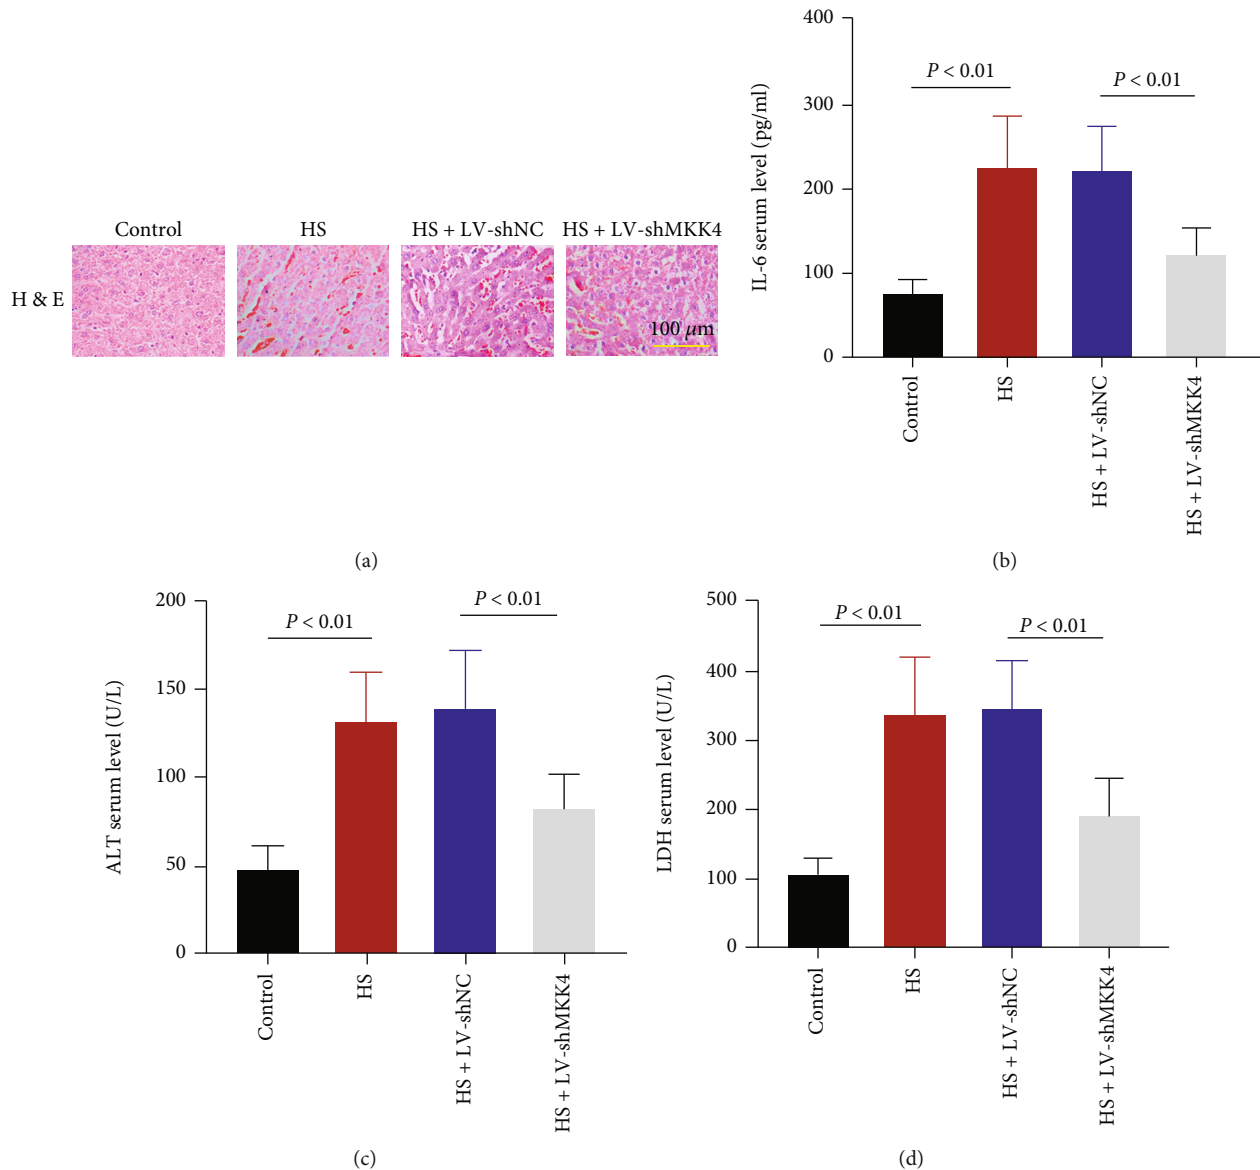 Control
HS
HS + LV-shNC
HS + LV-shMKK4
H & E
100 μm
(a)
IL-6 serum level (pg/ml)
400
300
200
100
0
P < 0.01
P < 0.01
Control
HS
HS + LV-shNC
HS + LV-shMKK4
(b)
ALT serum level (U/L)
200
150
100
50
0
P < 0.01
P < 0.01
Control
HS
HS + LV-shNC
HS + LV-shMKK4
(c)
LDH serum level (U/L)
500
400
300
200
100
0
P < 0.01
P < 0.01
Control
HS
HS + LV-shNC
HS + LV-shMKK4
(d)